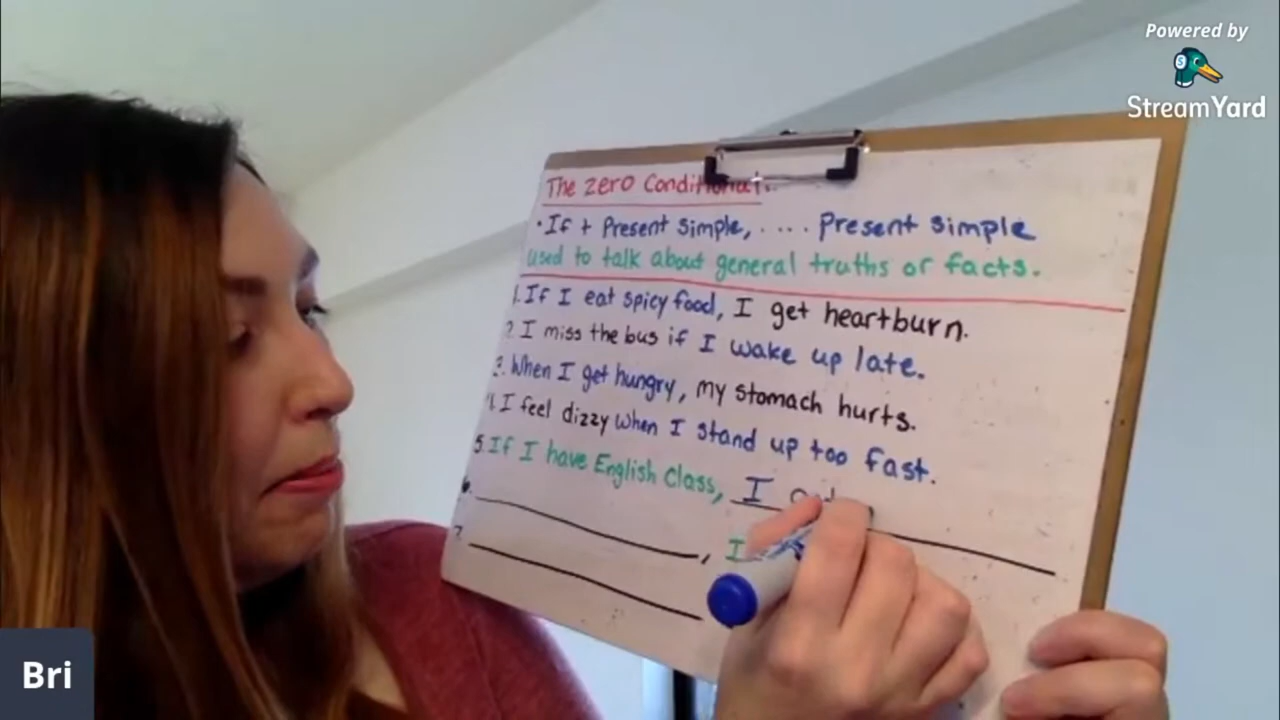 Powered by
StreamYard
The Zero Conditional:
• If + Present Simple, .... Present simple
used to talk about general truths or facts.
1. If I eat spicy food, I get heartburn.
2. I miss the bus if I wake up late.
3. When I get hungry, my stomach hurts.
4. I feel dizzy when I stand up too fast.
5. If I have English Class, I
6. , I
7.
Bri